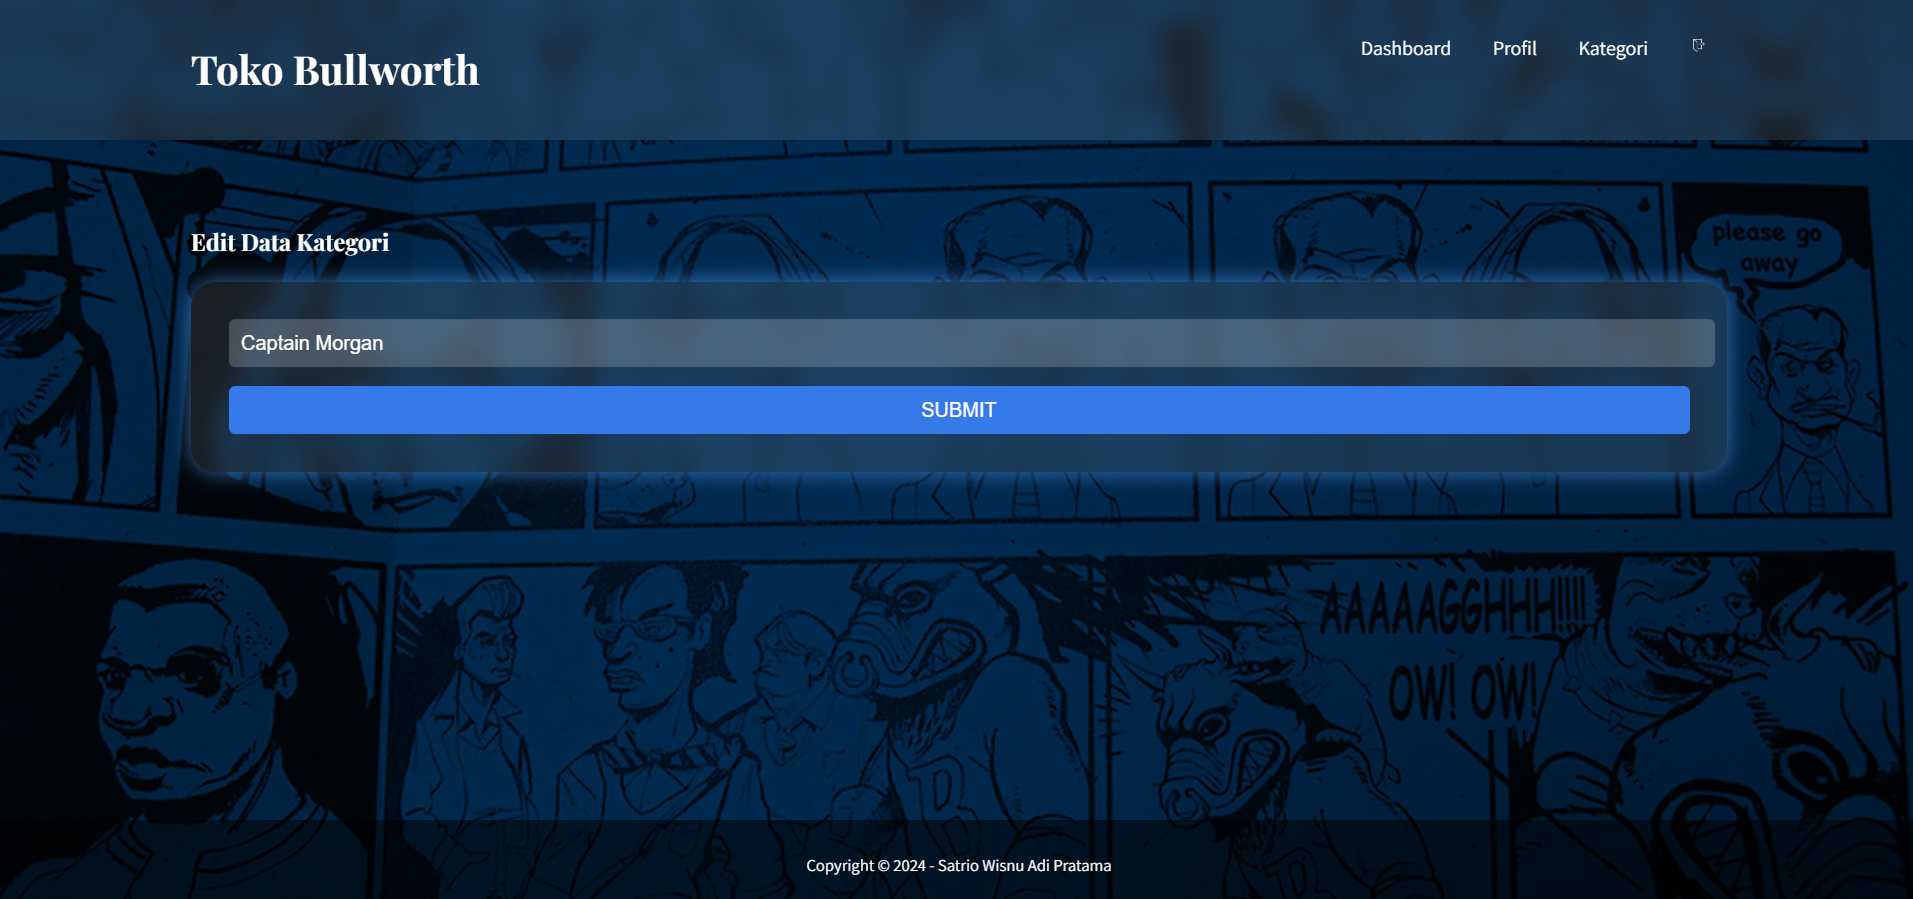 Toko Bullworth
Dashboard Profil Kategori
Edit Data Kategori
please go
away
Captain Morgan
SUBMIT
AAAAAGGHHH!!!!
OW! OW!
B
Copyright © 2024 - Satrio Wisnu Adi Pratama